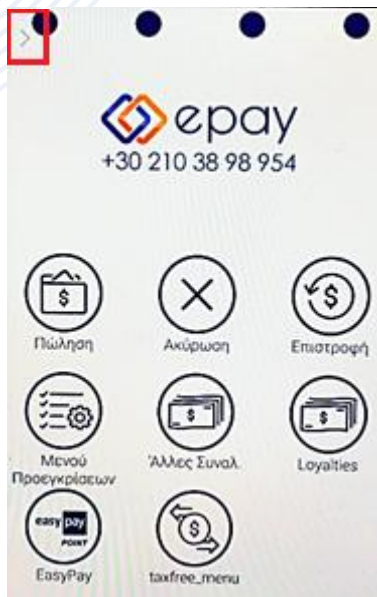 epay
+30 210 38 98 954
Πώληση
Ακύρωση
Επιστροφή
Μενού
Προεγκρίσεων
Άλλες Συναλ.
Loyalties
easy pay
POINT
EasyPay
taxfree_menu